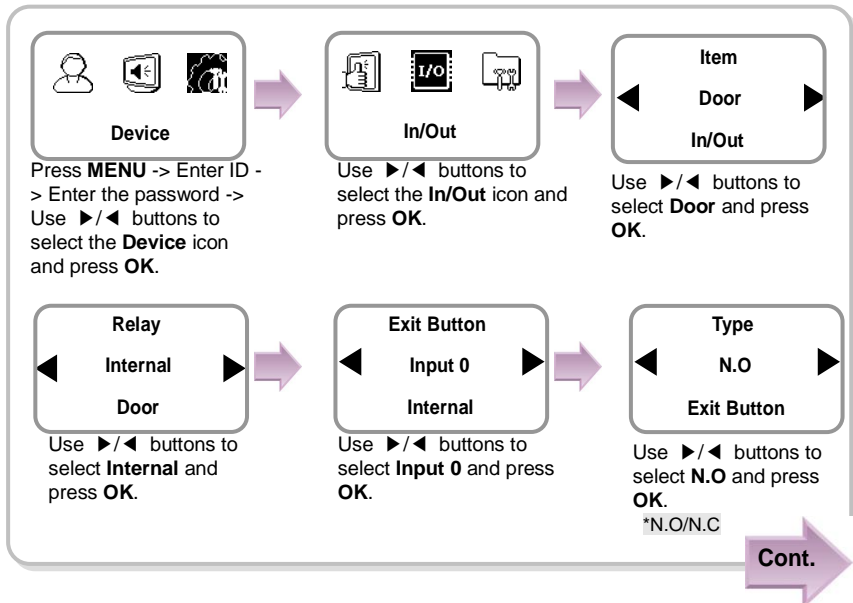 I/O
Device
In/Out
Item
Door
In/Out
Press MENU -> Enter ID -
> Enter the password ->
Use ▶/◀ buttons to
select the Device icon
and press OK.
Use ▶/◀ buttons to
select the In/Out icon and
press OK.
Use ▶/◀ buttons to
select Door and press
OK.
Relay
Internal
Door
Exit Button
Input 0
Internal
Type
N.O
Exit Button
Use ▶/◀ buttons to
select Internal and
press OK.
Use ▶/◀ buttons to
select Input 0 and press
OK.
Use ▶/◀ buttons to
select N.O and press
OK.
*N.O/N.C
Cont.